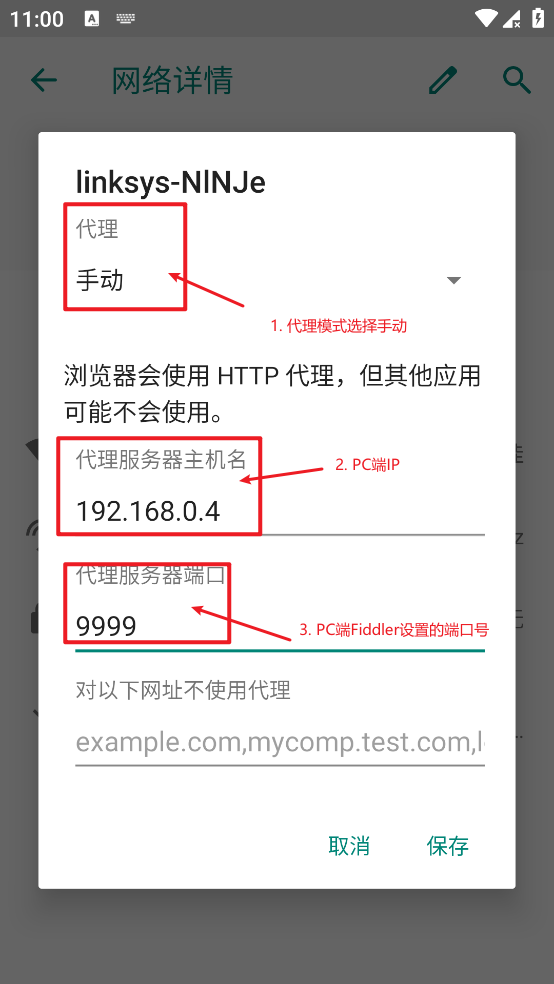 11:00
A
网络详情
linksys-NlNJe
代理
手动
1. 代理模式选择手动
浏览器会使用 HTTP 代理，但其他应用
可能不会使用。
代理服务器主机名
2. PC端IP
192.168.0.4
代理服务器端口
9999
3. PC端Fiddler设置的端口号
对以下网址不使用代理
example.com,mycomp.test.com,l
取消
保存